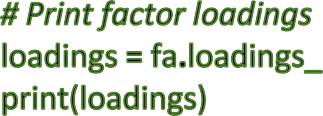 # Print factor loadings
loadings = fa.loadings_
print(loadings)